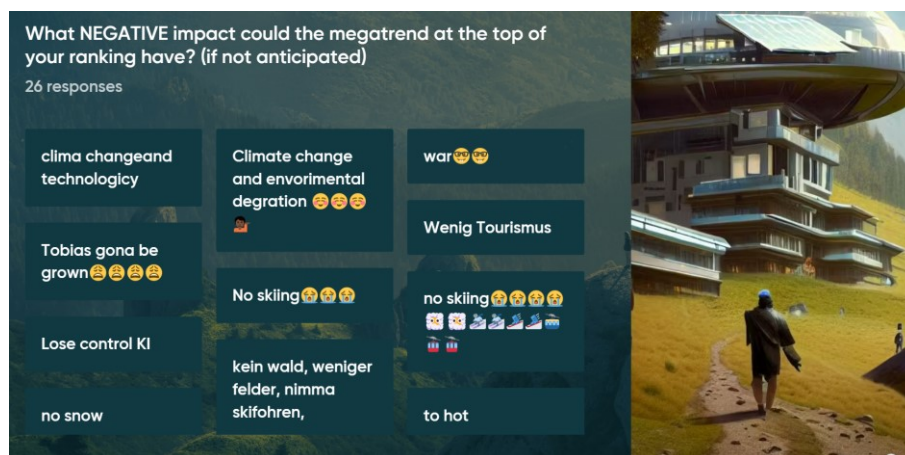 What NEGATIVE impact could the megatrend at the top of
your ranking have? (if not anticipated)
26 responses
clima changeand
technologicy
Tobias gona be
grown😩😩😩😩
Lose control KI
no snow
Climate change
and envorimental
degration ☺️☺️☺️
💁🏿
No skiing😭😭😭
kein wald, weniger
felder, nimma
skifohren,
war🤓🤓
Wenig Tourismus
no skiing😭😭😭😭
🌨🌨⛷⛷🎿🎿🚠
🚡🚡
to hot